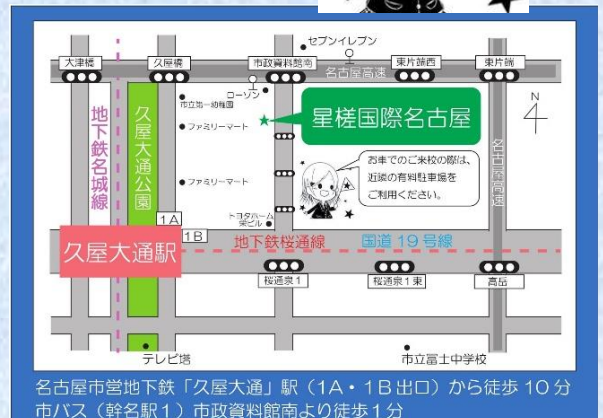 セブンイレブン
大津橋
久屋橋
市政資料館南
東片端西
東片端
名古屋高速
ローソン
市立第一幼稚園
地下鉄名城線
久屋大通公園
ファミリーマート
星槎国際名古屋
N
お車でのご来校の際は、
近隣の有料駐車場を
ご利用ください。
名古屋高速
ファミリーマート
トヨタホーム
栄ビル
1A
1B
久屋大通駅
地下鉄桜通線
国道19号線
桜通泉1
桜通泉1東
高岳
テレビ塔
市立冨士中学校
名古屋市営地下鉄「久屋大通」駅(1A・1B出口)から徒歩10分
市バス(幹名駅1)市政資料館南より徒歩1分